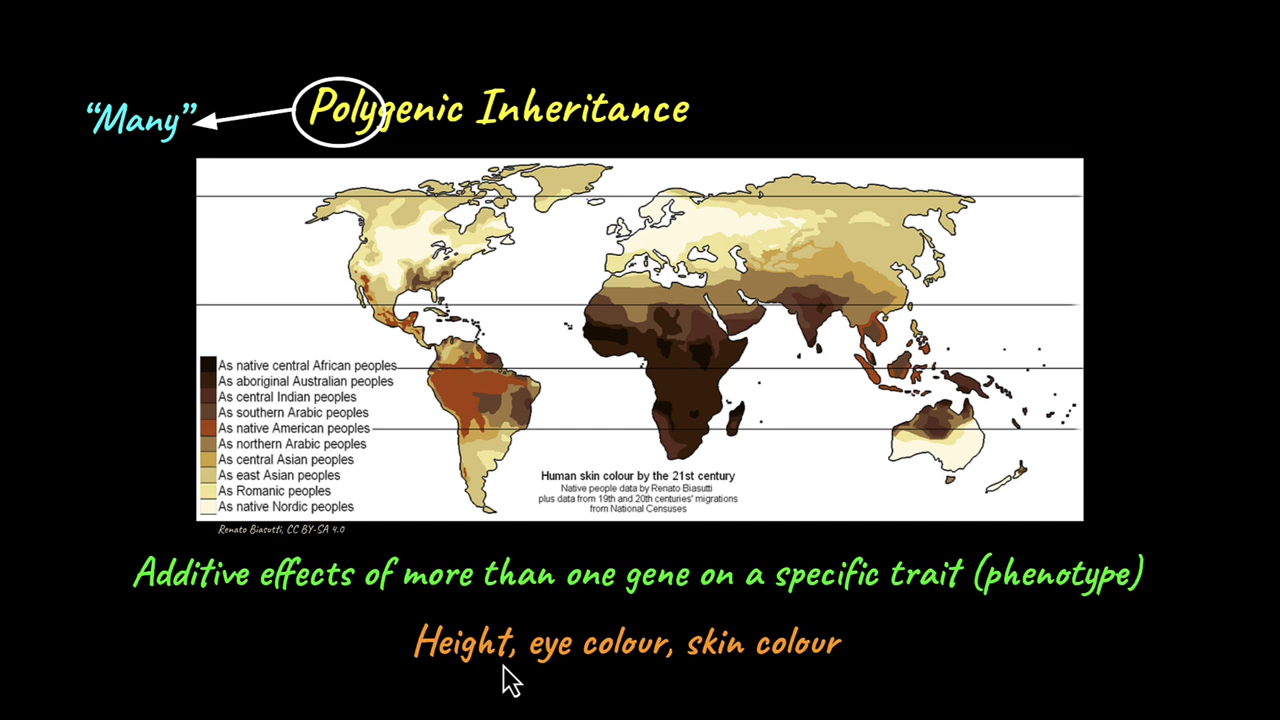 “Many”
Polygenic Inheritance
As native central African peoples
As aboriginal Australian peoples
As central Indian peoples
As southern Arabic peoples
As native American peoples
As northern Arabic peoples
As central Asian peoples
As east Asian peoples
As Romanic peoples
As native Nordic peoples
Human skin colour by the 21st century
Native people data by Renato Biasutti
plus data from 19th and 20th centuries' migrations
from National Censuses
Renato Biasutti, CC BY-SA 4.0
Additive effects of more than one gene on a specific trait (phenotype)
Height, eye colour, skin colour